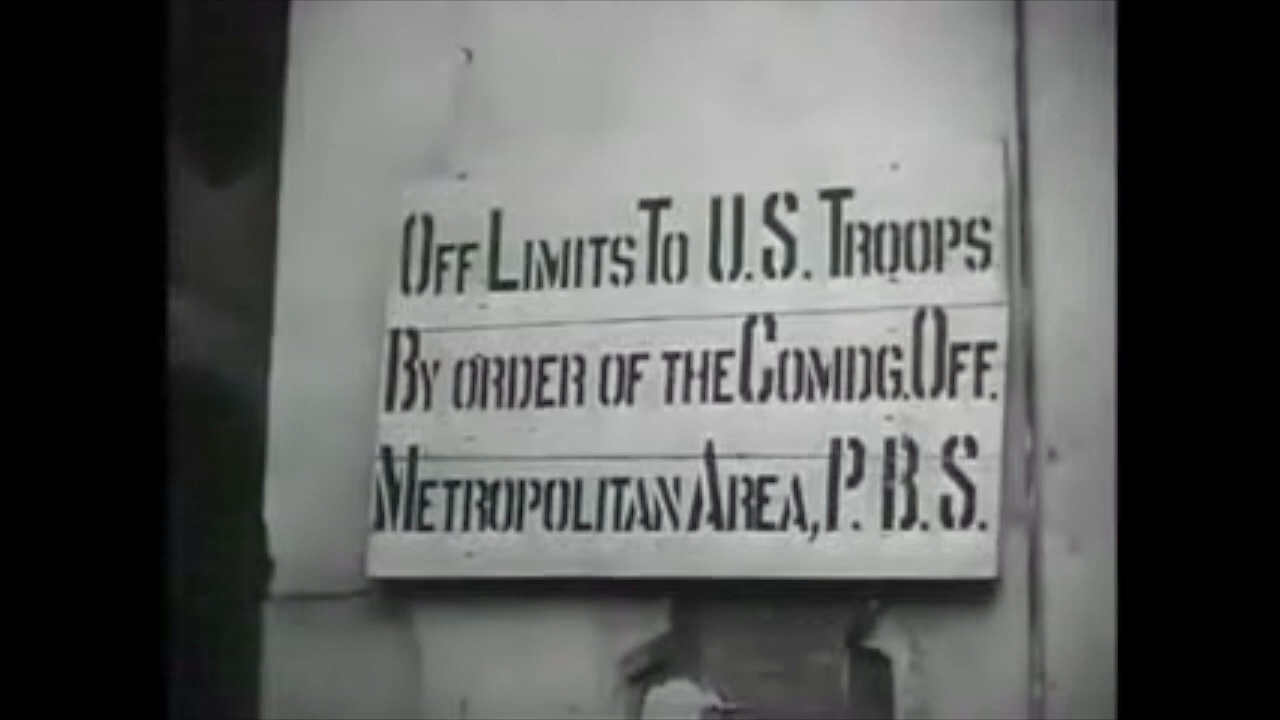 OFF LIMITS TO U.S. TROOPS
BY ORDER OF THE COMDG. OFF.
METROPOLITAN AREA, P.B.S.